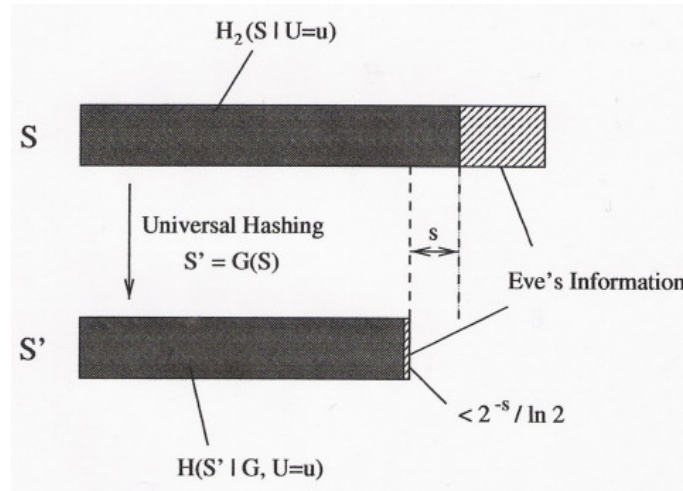 H₂(S | U=u)
S
Universal Hashing
S' = G(S)
s
Eve's Information
S'
< 2^-s / ln 2
H(S' | G, U=u)